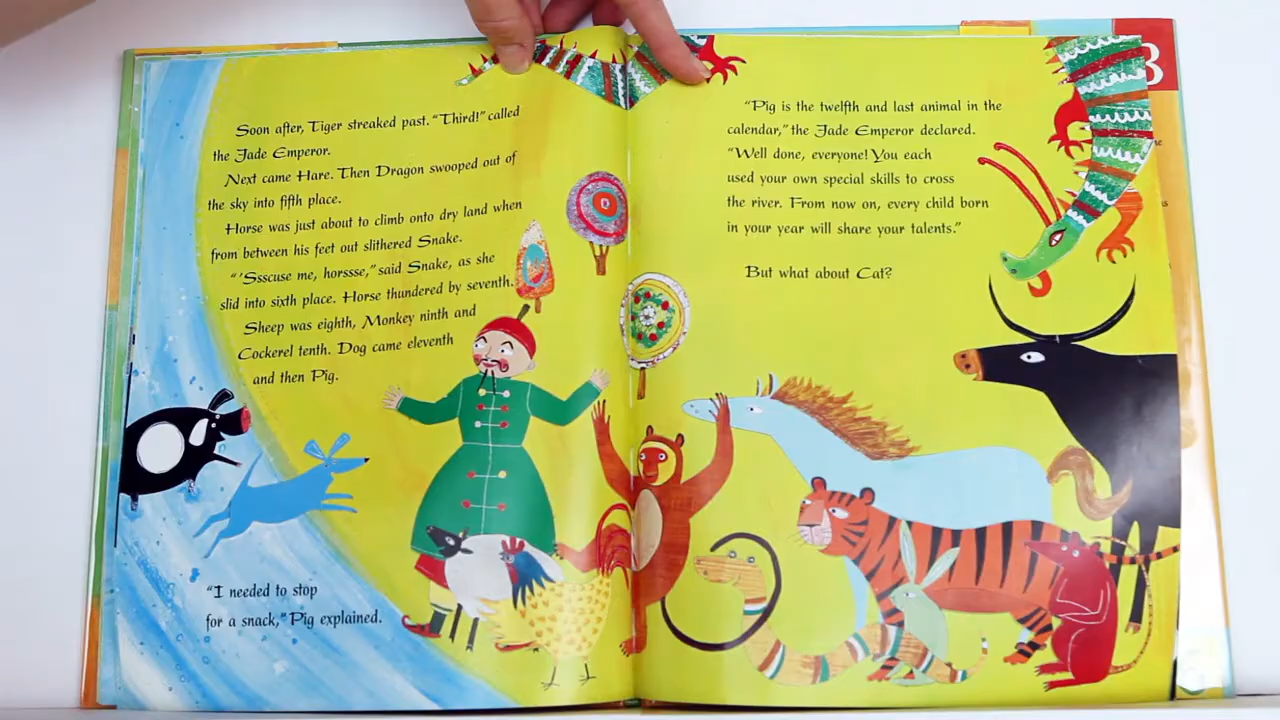 Soon after, Tiger streaked past. "Third!" called
the Jade Emperor.
Next came Hare. Then Dragon swooped out of
the sky into fifth place.
Horse was just about to climb onto dry land when
from between his feet out slithered Snake.
"'Ssscuse me, horssse," said Snake, as she
slid into sixth place. Horse thundered by seventh.
Sheep was eighth, Monkey ninth and
Cockerel tenth. Dog came eleventh
and then Pig.
"I needed to stop
for a snack," Pig explained.
"Pig is the twelfth and last animal in the
calendar," the Jade Emperor declared.
"Well done, everyone! You each
used your own special skills to cross
the river. From now on, every child born
in your year will share your talents."
But what about Cat?